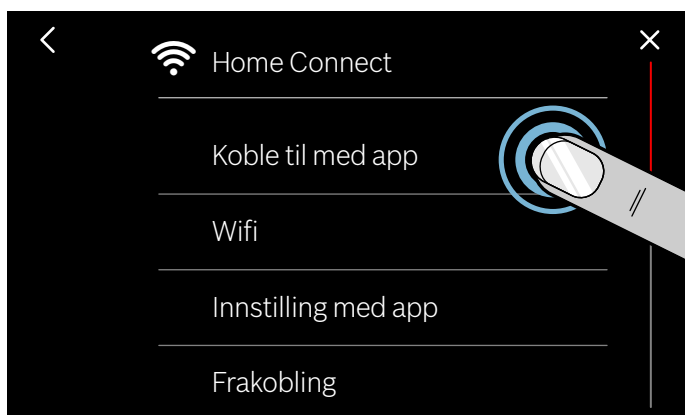 Home Connect
Koble til med app
Wifi
Innstilling med app
Frakobling